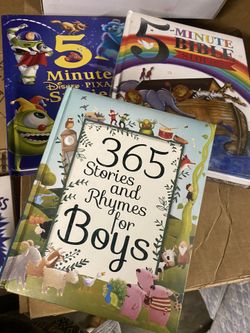 5-
Minute
Disney · PIXAR
5-MINUTE
BIBLE
365
Stories and
Rhymes
for
Boys